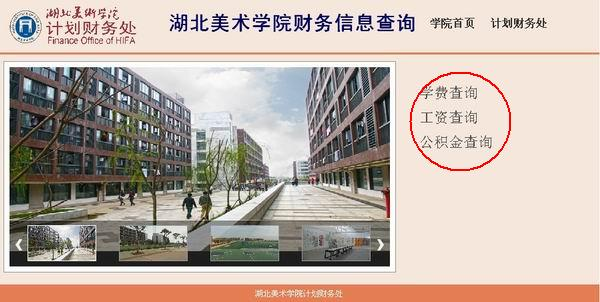 湖北美术学院
计划财务处
Finance Office of HIFA
湖北美术学院财务信息查询
学院首页 计划财务处
学费查询
工资查询
公积金查询
湖北美术学院计划财务处